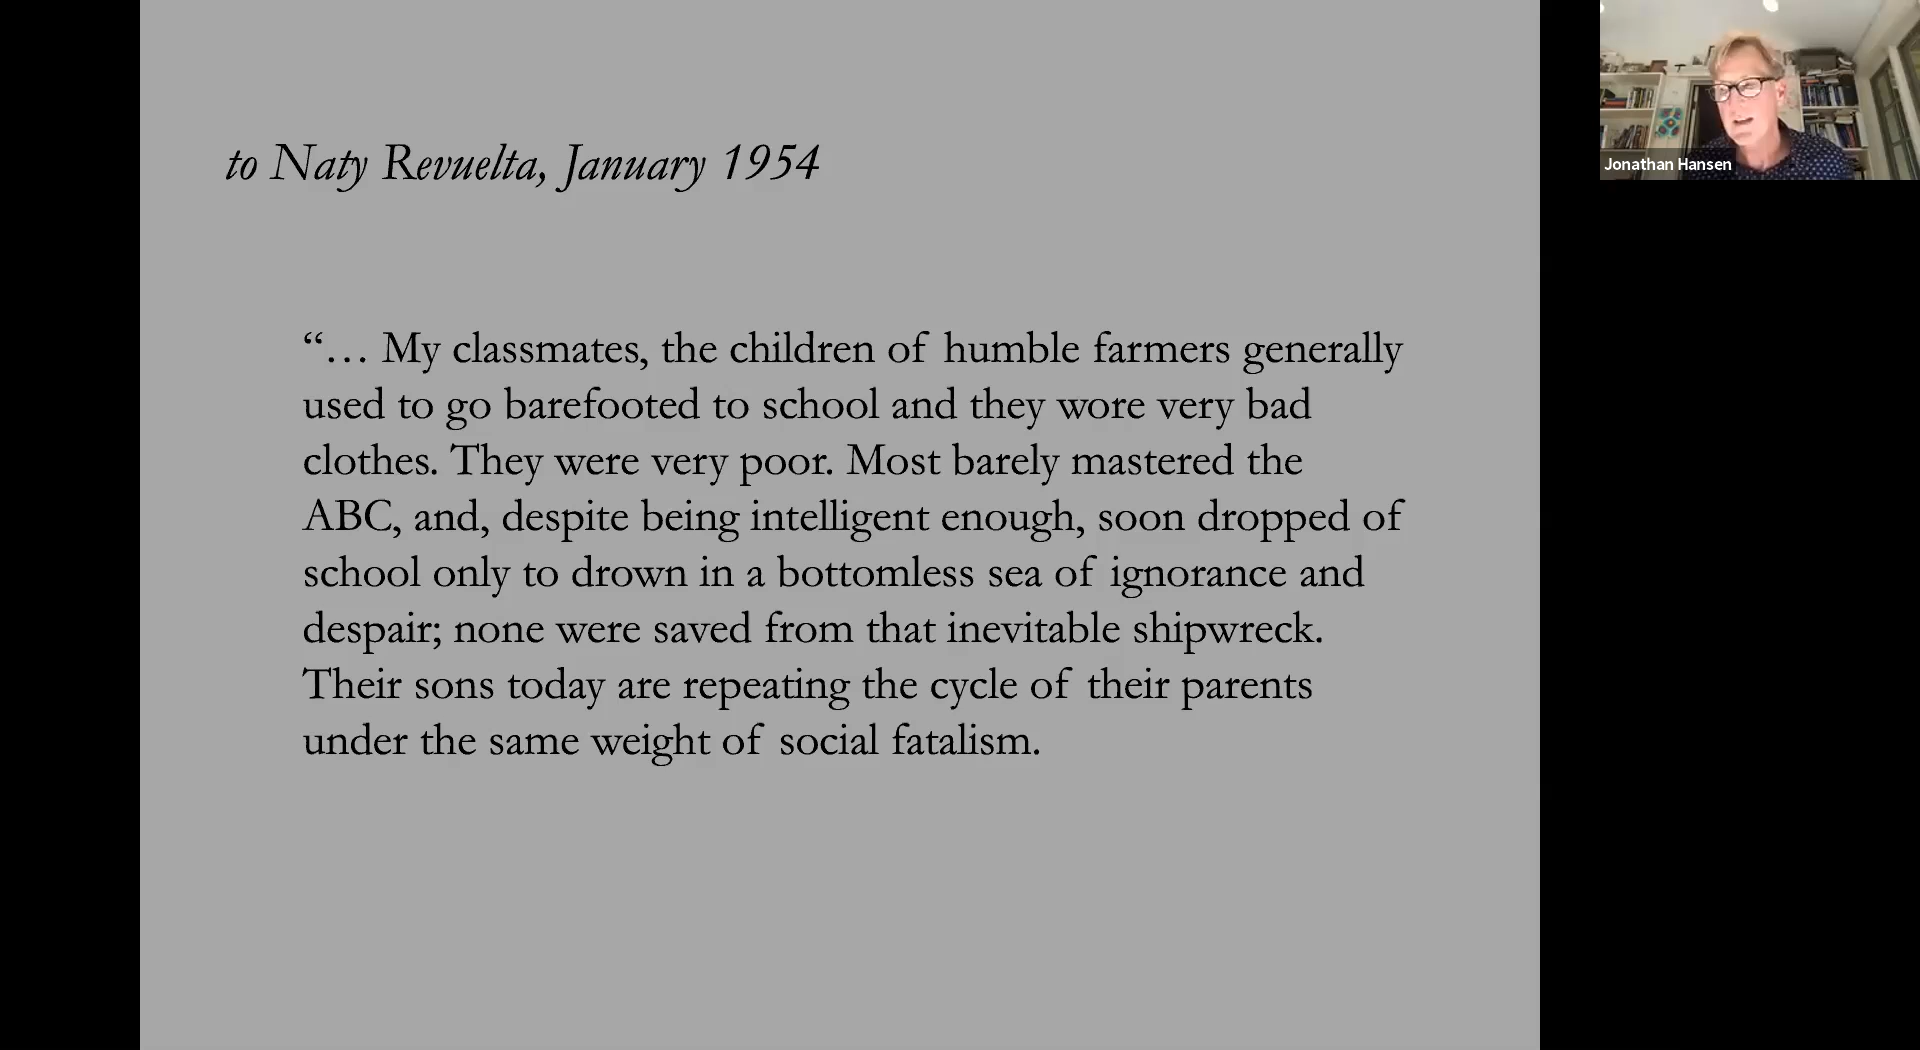 to Naty Revuelta, January 1954
“… My classmates, the children of humble farmers generally
used to go barefooted to school and they wore very bad
clothes. They were very poor. Most barely mastered the
ABC, and, despite being intelligent enough, soon dropped of
school only to drown in a bottomless sea of ignorance and
despair; none were saved from that inevitable shipwreck.
Their sons today are repeating the cycle of their parents
under the same weight of social fatalism.
Jonathan Hansen